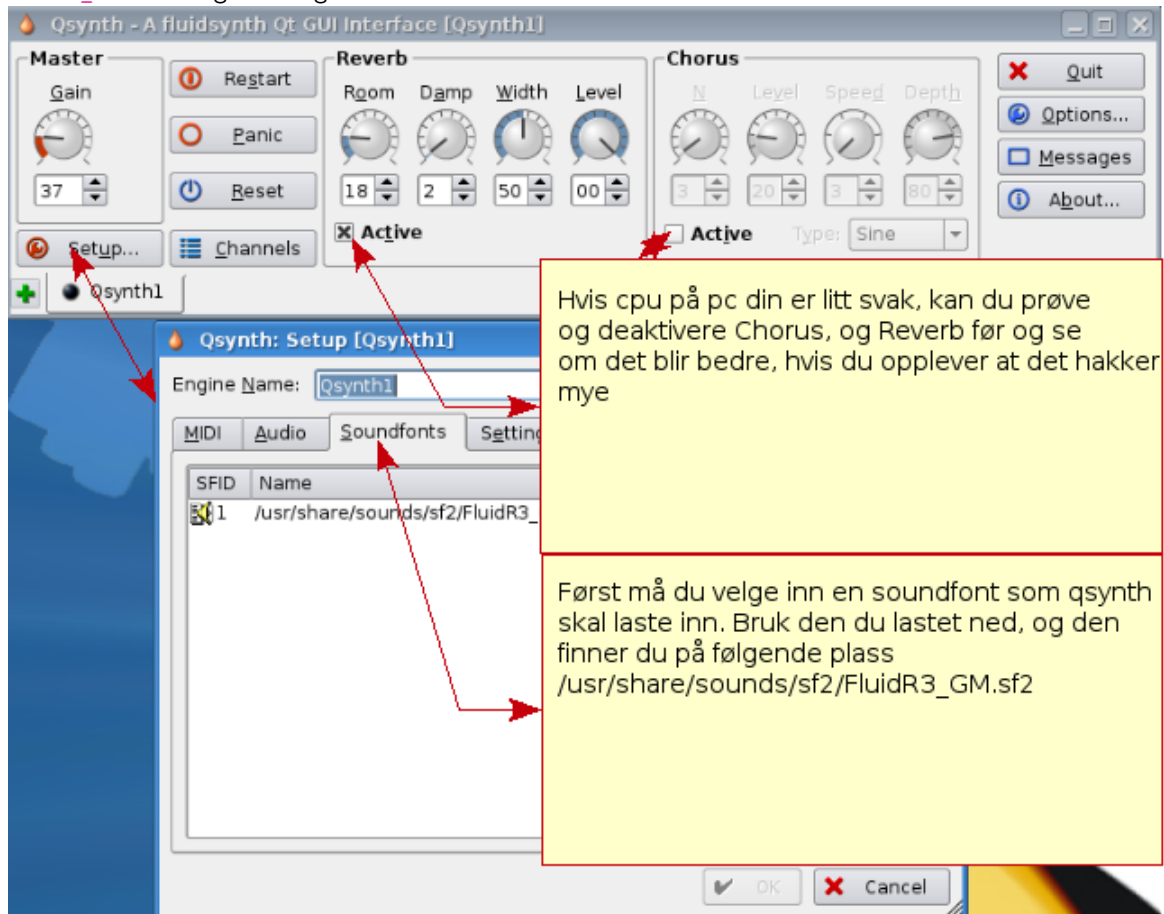 Qsynth - A fluidsynth Qt GUI Interface [Qsynth1]
Master
Gain
37
Setup...
Restart
Panic
Reset
Channels
Reverb
Room Damp Width Level
18 2 50 00
Active
Chorus
N Level Speed Depth
3 20 3 80
Active Type: Sine
Quit
Options...
Messages
About...
Qsynth1
Hvis cpu på pc din er litt svak, kan du prøve
og deaktivere Chorus, og Reverb før og se
om det blir bedre, hvis du opplever at det hakker
mye
Qsynth: Setup [Qsynth1]
Engine Name: Qsynth1
MIDI Audio Soundfonts
SFID Name
1 /usr/share/sounds/sf2/FluidR3_
Først må du velge inn en soundfont som qsynth
skal laste inn. Bruk den du lastet ned, og den
finner du på følgende plass
/usr/share/sounds/sf2/FluidR3_GM.sf2
OK Cancel